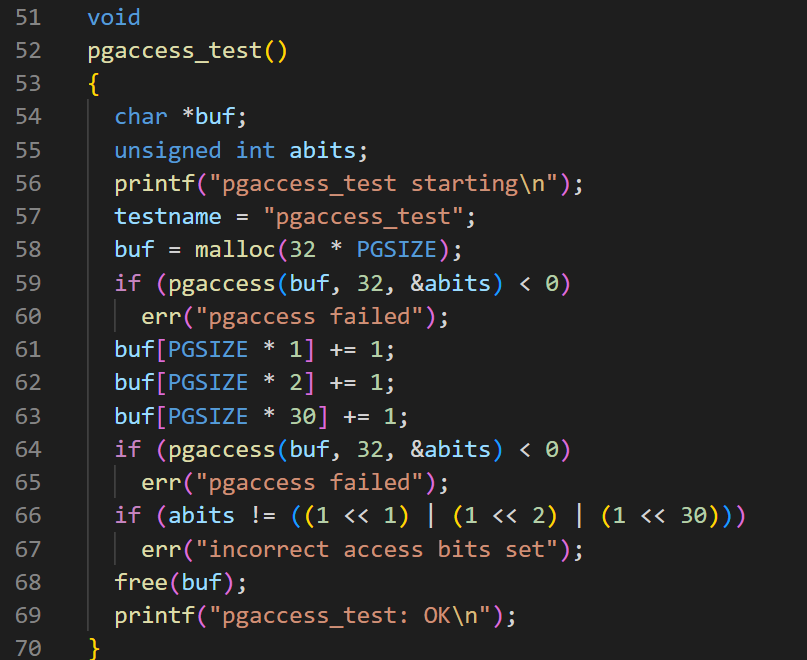 51 void
52 pgaccess_test()
53 {
54   char *buf;
55   unsigned int abits;
56   printf("pgaccess_test starting\n");
57   testname = "pgaccess_test";
58   buf = malloc(32 * PGSIZE);
59   if (pgaccess(buf, 32, &abits) < 0)
60     err("pgaccess failed");
61   buf[PGSIZE * 1] += 1;
62   buf[PGSIZE * 2] += 1;
63   buf[PGSIZE * 30] += 1;
64   if (pgaccess(buf, 32, &abits) < 0)
65     err("pgaccess failed");
66   if (abits != ((1 << 1) | (1 << 2) | (1 << 30)))
67     err("incorrect access bits set");
68   free(buf);
69   printf("pgaccess_test: OK\n");
70 }